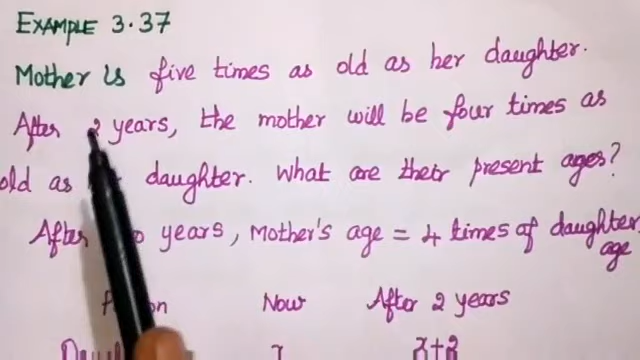 EXAMPLE 3.37
Mother is five times as old as her daughter.
After 2 years, the mother will be four times as
old as daughter. What are their present ages?
After years, Mother's age = 4 times of daughter
age
Now After 2 years
x x+2